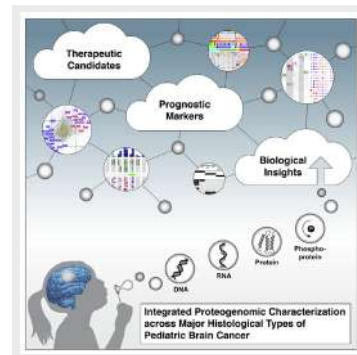 Therapeutic
Candidates
Prognostic
Markers
Biological
Insights
Phospho-
protein
Protein
RNA
DNA
Integrated Proteogenomic Characterization
across Major Histological Types of
Pediatric Brain Cancer